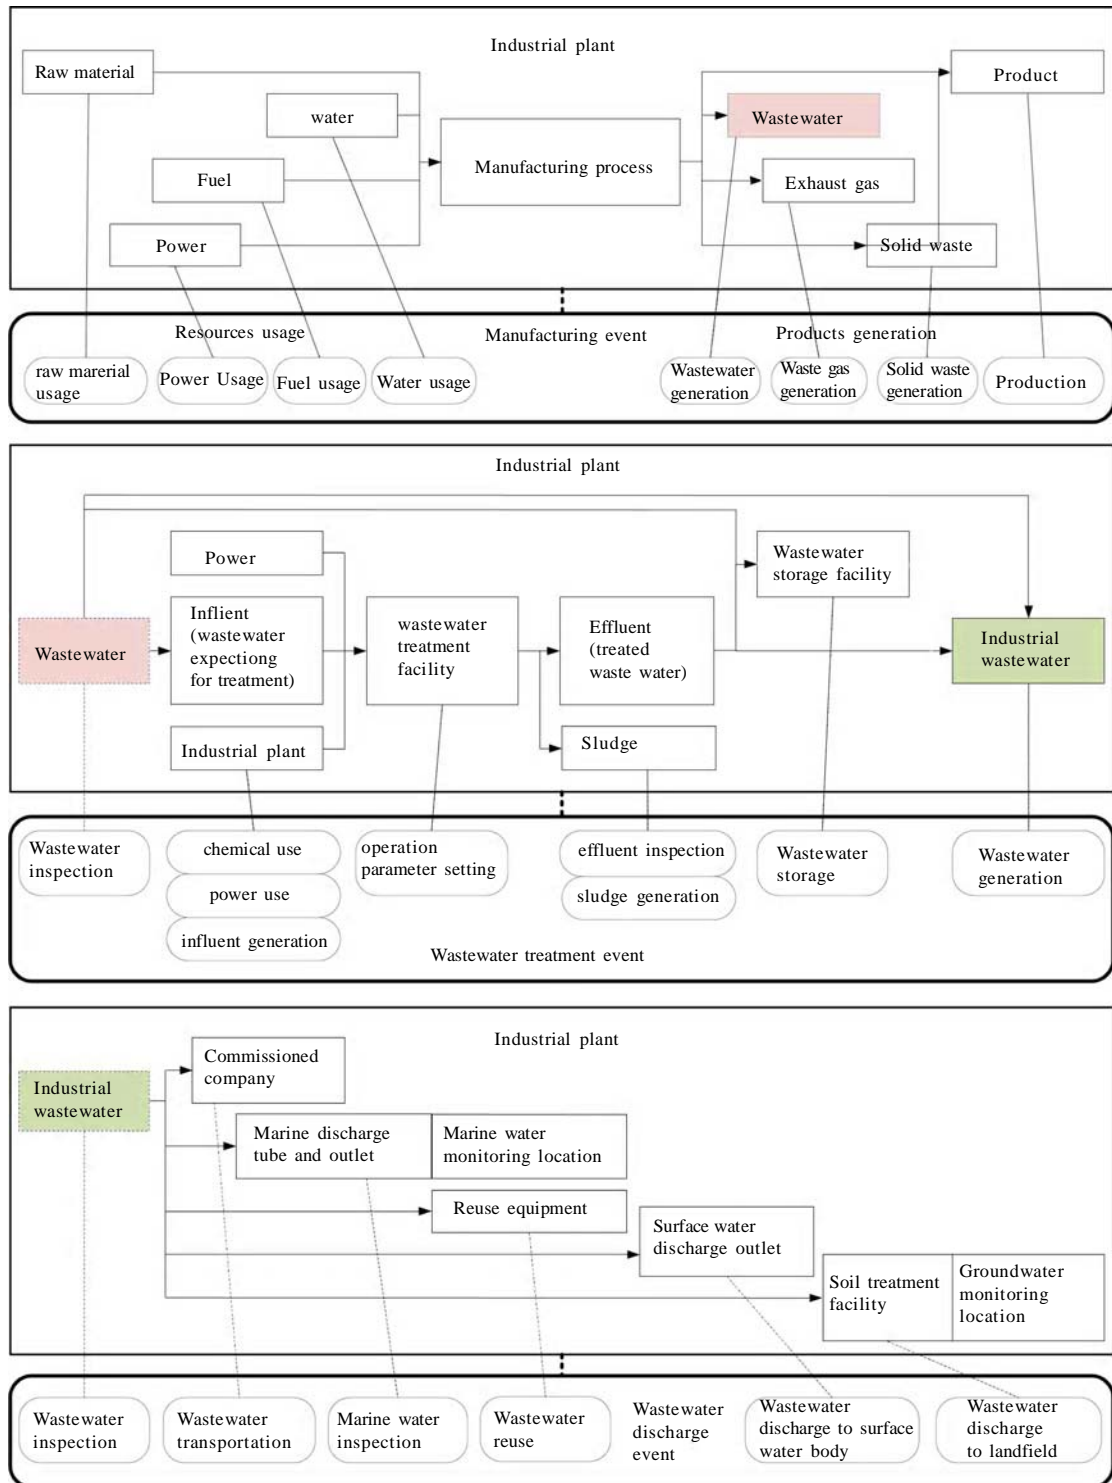 Industrial plant
Raw material
Product
water
Wastewater
Manufacturing process
Fuel
Exhaust gas
Power
Solid waste
Resources usage
Manufacturing event
Products generation
raw marerial
usage
Power Usage
Fuel usage
Water usage
Wastewater
generation
Waste gas
generation
Solid waste
generation
Production
Industrial plant
Power
Wastewater
storage facility
Wastewater
Inflient
(wastewater
expectiong
for treatment)
wastewater
treatment
facility
Effluent
(treated
waste water)
Industrial
wastewater
Industrial plant
Sludge
Wastewater
inspection
chemical use
power use
influent generation
operation
parameter setting
effluent inspection
sludge generation
Wastewater
storage
Wastewater
generation
Wastewater treatment event
Industrial plant
Industrial
wastewater
Commissioned
company
Marine discharge
tube and outlet
Marine water
monitoring location
Reuse equipment
Surface water
discharge outlet
Soil treatment
facility
Groundwater
monitoring
location
Wastewater
inspection
Wastewater
transportation
Marine water
inspection
Wastewater
reuse
Wastewater
discharge
event
Wastewater
discharge to surface
water body
Wastewater
discharge
to landfield